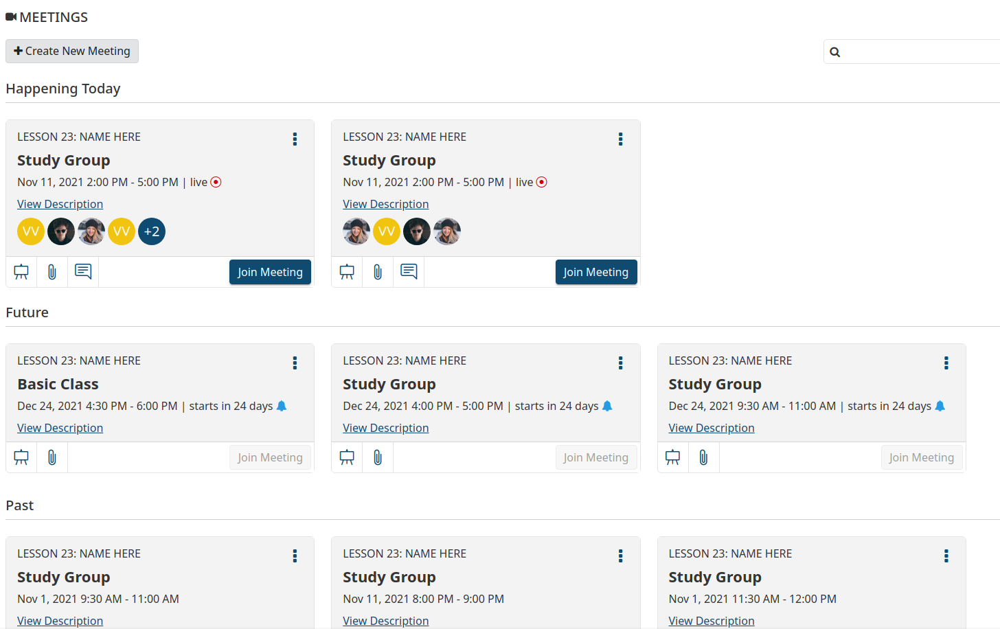 MEETINGS
Create New Meeting
Happening Today
LESSON 23: NAME HERE
Study Group
Nov 11, 2021 2:00 PM - 5:00 PM | live
View Description
VV VV +2
Join Meeting
LESSON 23: NAME HERE
Study Group
Nov 11, 2021 2:00 PM - 5:00 PM | live
View Description
VV
Join Meeting
Future
LESSON 23: NAME HERE
Basic Class
Dec 24, 2021 4:30 PM - 6:00 PM | starts in 24 days
View Description
Join Meeting
LESSON 23: NAME HERE
Study Group
Dec 24, 2021 4:00 PM - 5:00 PM | starts in 24 days
View Description
Join Meeting
LESSON 23: NAME HERE
Study Group
Dec 24, 2021 9:30 AM - 11:00 AM | starts in 24 days
View Description
Join Meeting
Past
LESSON 23: NAME HERE
Study Group
Nov 1, 2021 9:30 AM - 11:00 AM
View Description
LESSON 23: NAME HERE
Study Group
Nov 11, 2021 8:00 PM - 9:00 PM
View Description
LESSON 23: NAME HERE
Study Group
Nov 1, 2021 11:30 AM - 12:00 PM
View Description